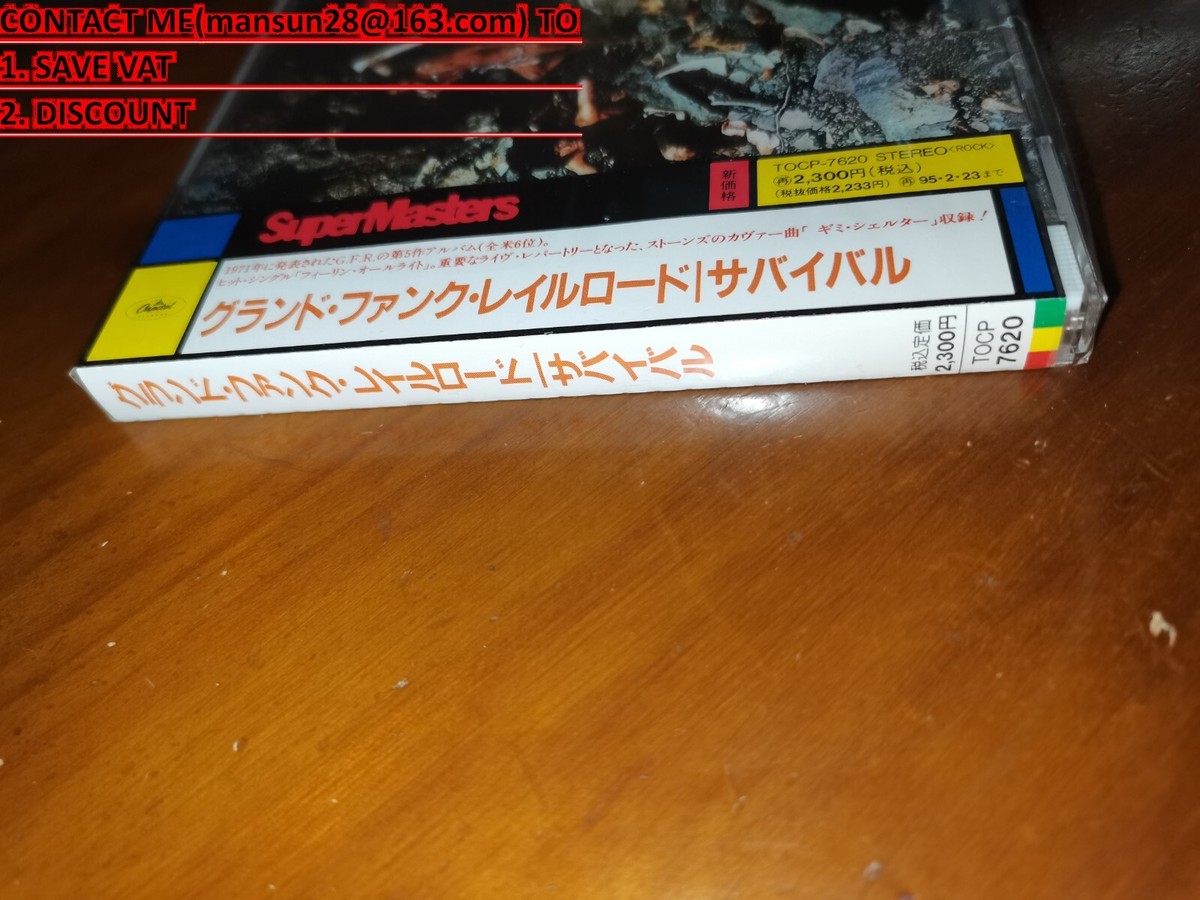 CONTACT ME(mansun28@163.com) TO
1. SAVE VAT
2. DISCOUNT
SuperMasters
新価格
TOCP-7620 STEREO<ROCK>
㊥2,300円(税込)
(税抜価格2,233円) 再 95・2・23まで
1971年に発表されたG.F.R.の第5作アルバム(全米6位)。
ヒット・シングル「フィーリン・オールライト」。重要なライヴ・レパートリーとなった、ストーンズのカヴァー曲「ギミ・シェルター」収録!
グランド・ファンク・レイルロード/サバイバル
Capitol
グランド・ファンク・レイルロード/サバイバル
税込定価
2,300円
TOCP
7620